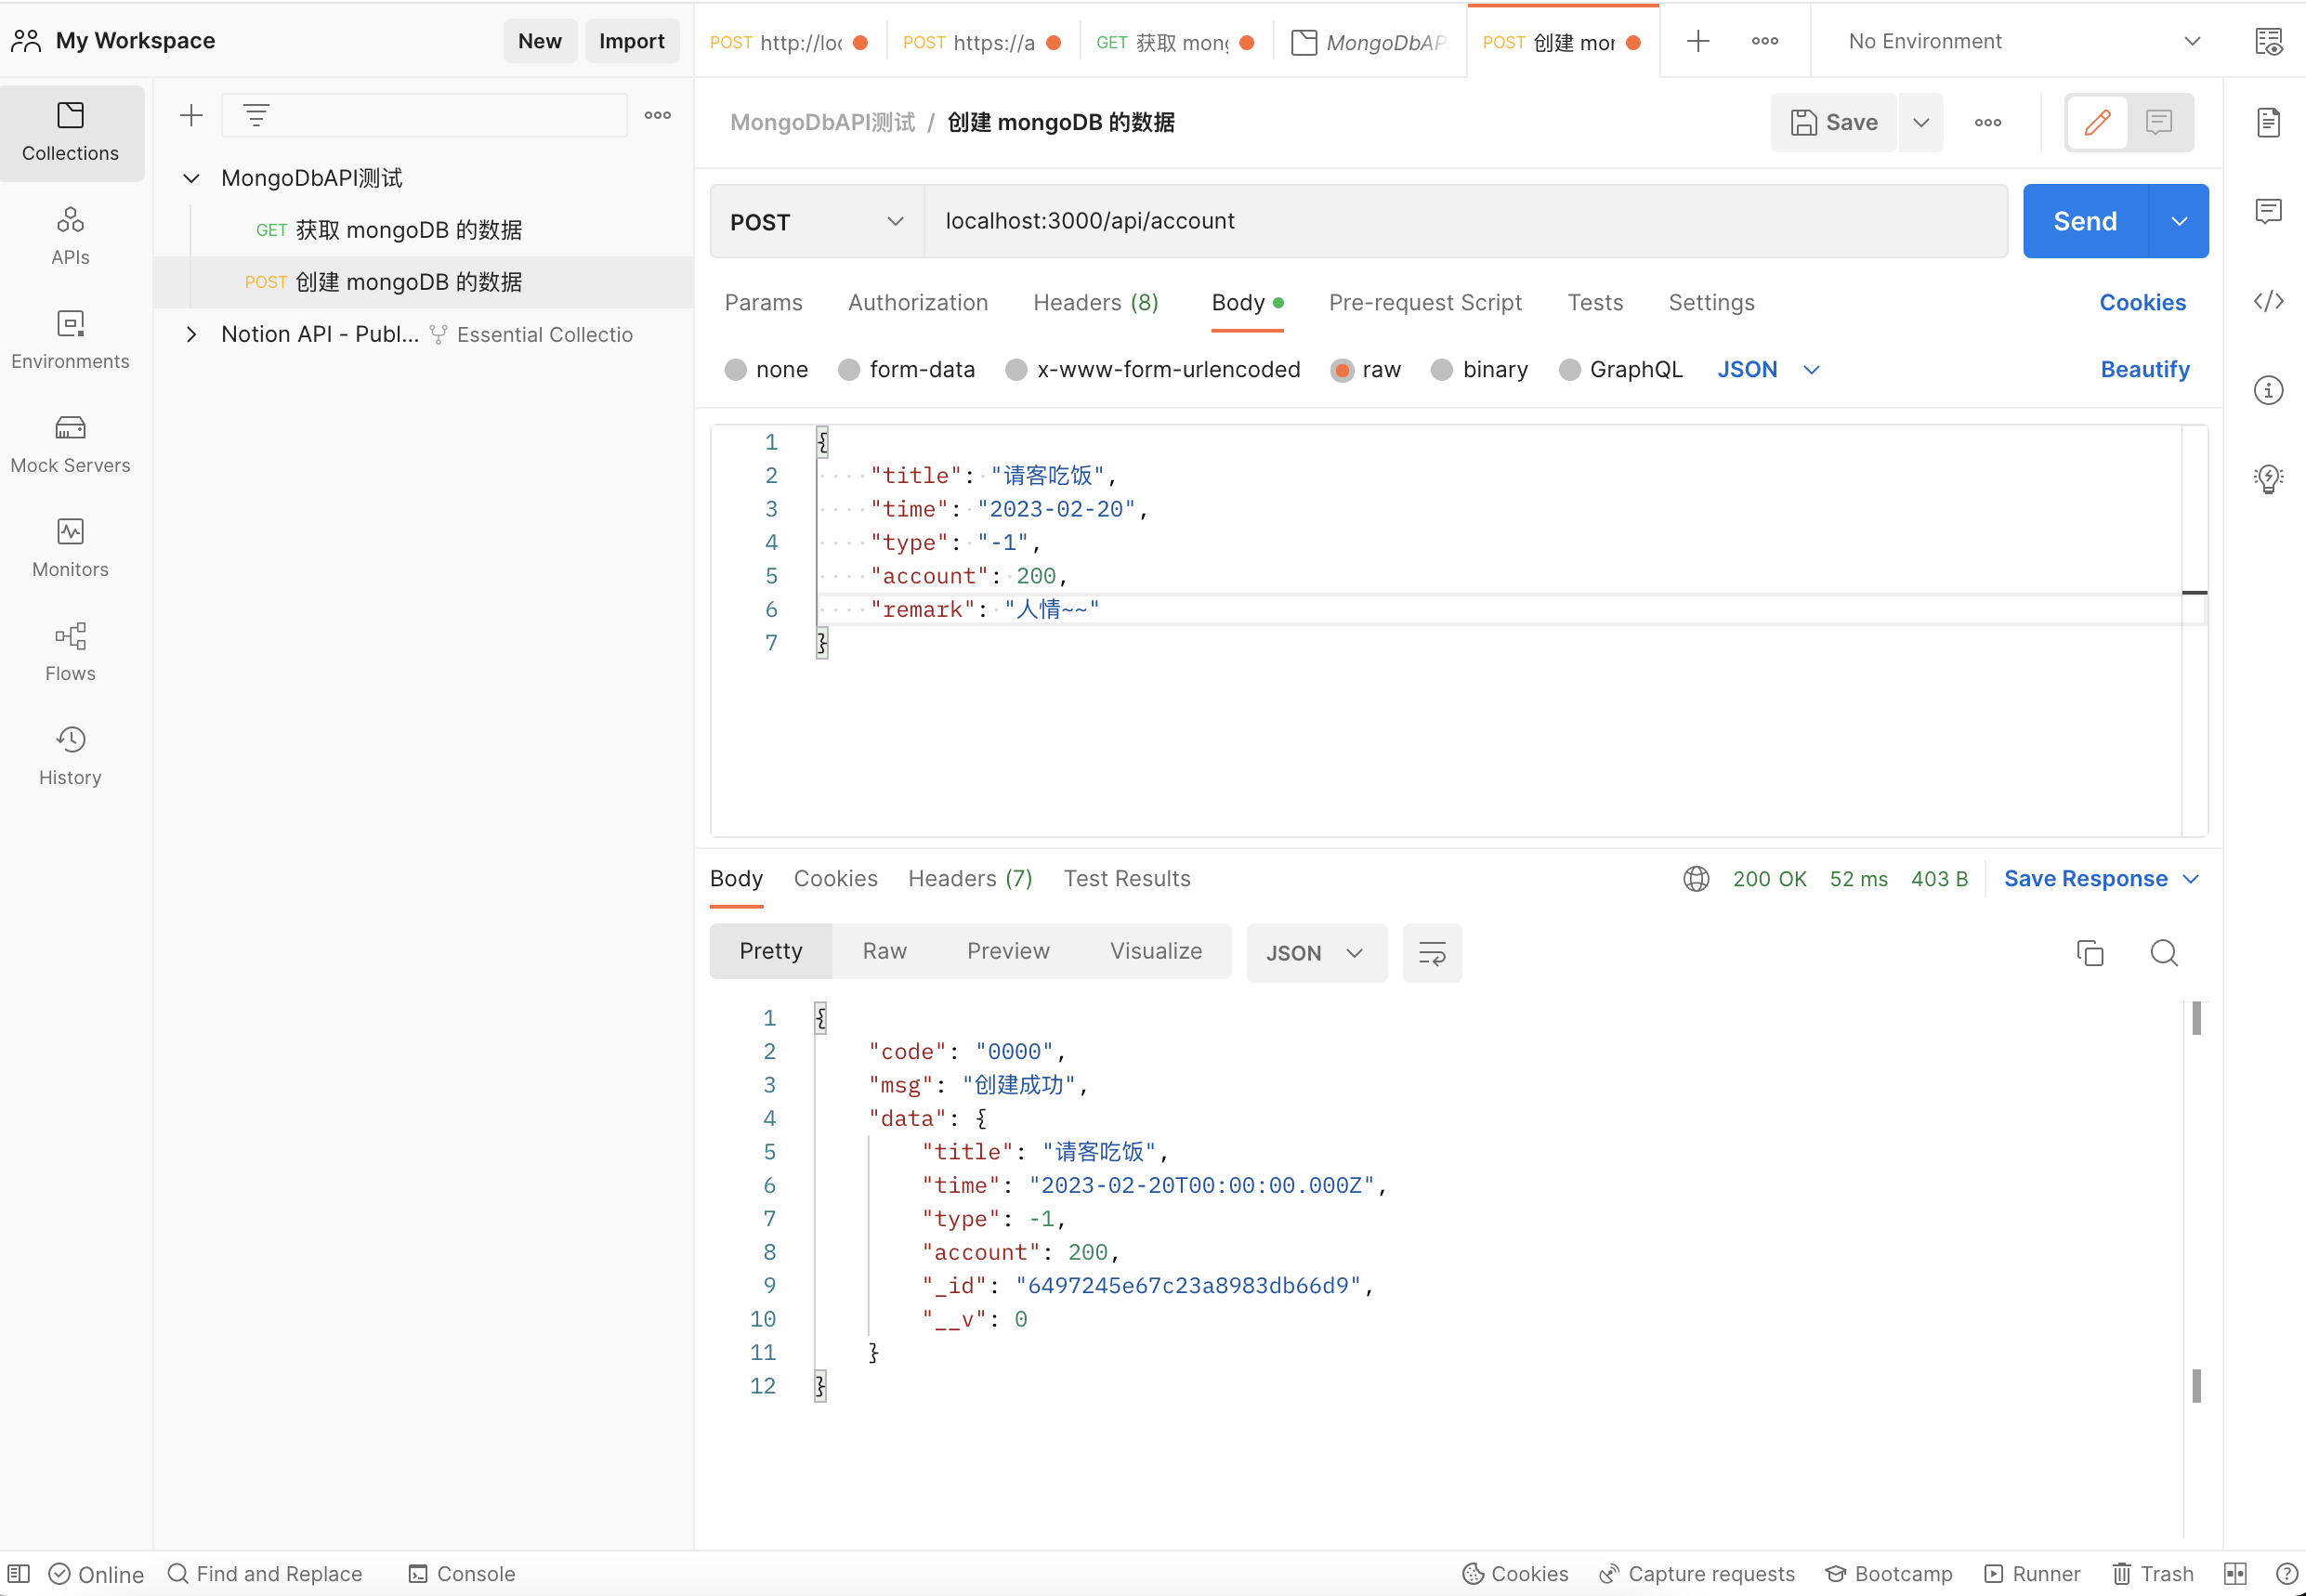 My Workspace
New
Import
POST http://loc
POST https://a
GET 获取 mong
MongoDbAP
POST 创建 mon
No Environment
Collections
APIs
Environments
Mock Servers
Monitors
Flows
History
MongoDbAPI测试
GET 获取 mongoDB 的数据
POST 创建 mongoDB 的数据
Notion API - Publ... Essential Collectio
MongoDbAPI测试 / 创建 mongoDB 的数据
Save
POST
localhost:3000/api/account
Send
Params Authorization Headers (8) Body Pre-request Script Tests Settings Cookies
none form-data x-www-form-urlencoded raw binary GraphQL JSON Beautify
1 {
2 "title": "请客吃饭",
3 "time": "2023-02-20",
4 "type": "-1",
5 "account": 200,
6 "remark": "人情~~"
7 }
Body Cookies Headers (7) Test Results 200 OK 52 ms 403 B Save Response
Pretty Raw Preview Visualize JSON
1 {
2 "code": "0000",
3 "msg": "创建成功",
4 "data": {
5 "title": "请客吃饭",
6 "time": "2023-02-20T00:00:00.000Z",
7 "type": -1,
8 "account": 200,
9 "_id": "6497245e67c23a8983db66d9",
10 "__v": 0
11 }
12 }
Online Find and Replace Console Cookies Capture requests Bootcamp Runner Trash